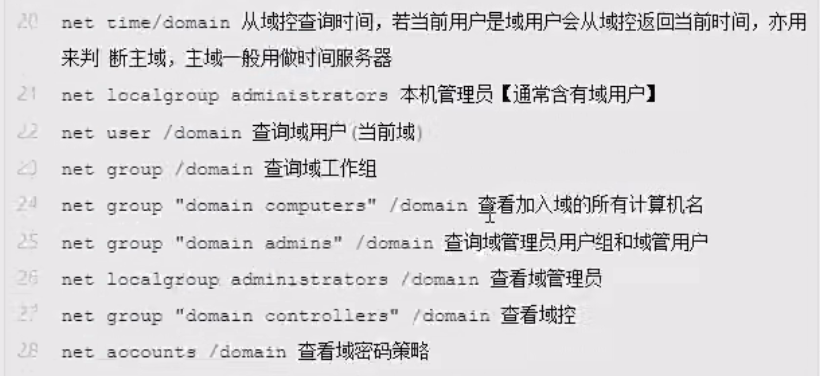 20 net time/domain 从域控查询时间，若当前用户是域用户会从域控返回当前时间，亦用
来判 断主域，主域一般用做时间服务器
21 net localgroup administrators 本机管理员【通常含有域用户】
22 net user /domain 查询域用户(当前域)
23 net group /domain 查询域工作组
24 net group "domain computers" /domain 查看加入域的所有计算机名
25 net group "domain admins" /domain 查询域管理员用户组和域管用户
26 net localgroup administrators /domain 查看域管理员
27 net group "domain controllers" /domain 查看域控
28 net accounts /domain 查看域密码策略